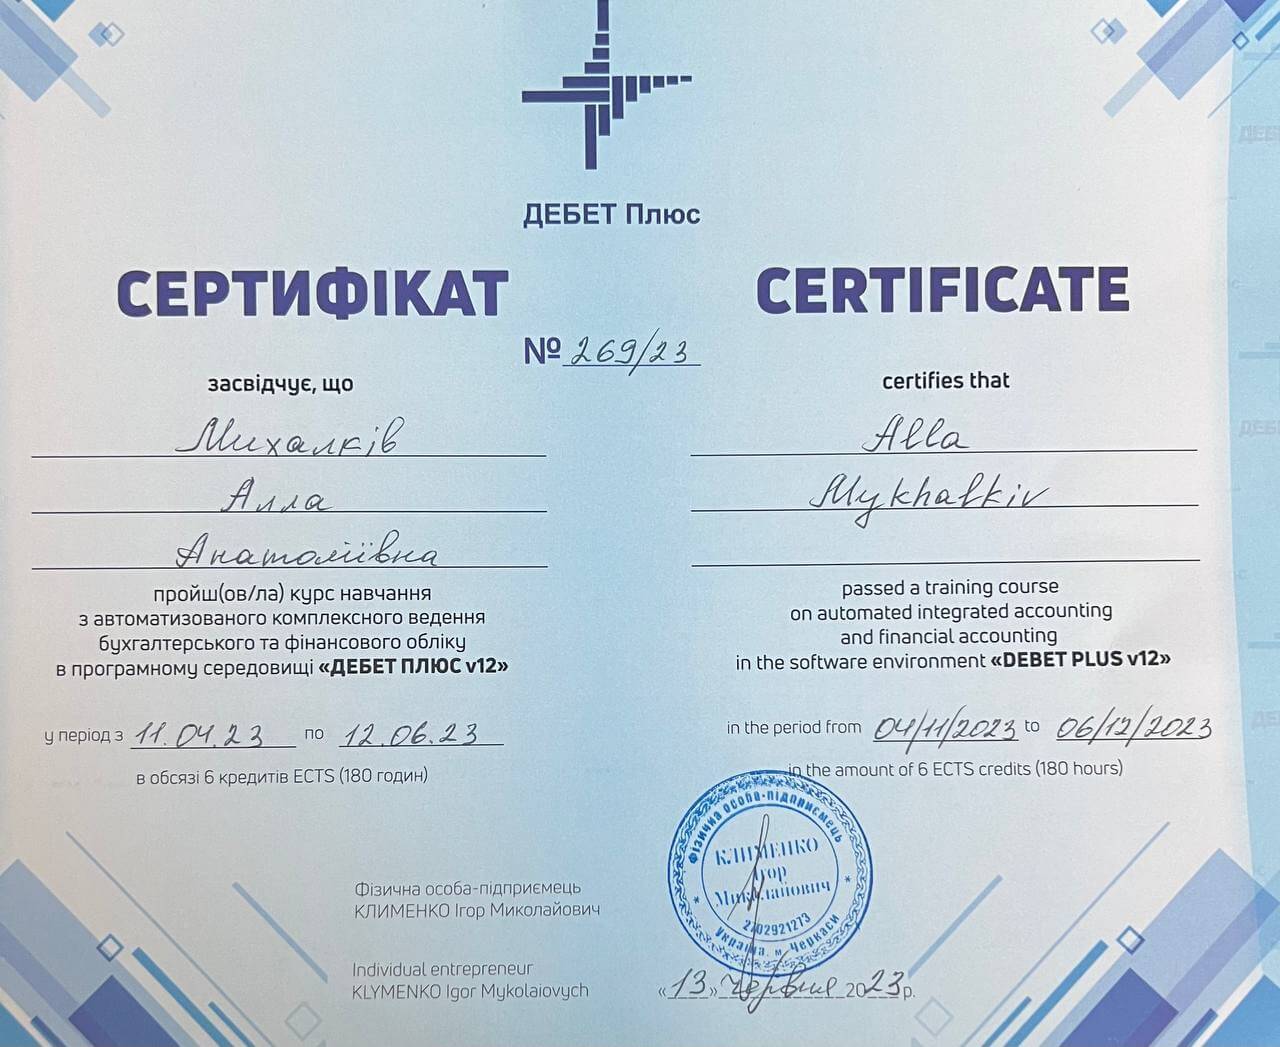 ДЕБЕТ Плюс
СЕРТИФІКАТ
CERTIFICATE
№ 269/23
засвідчує, що
Михалків
Алла
Анатоліївна
пройш(ов/ла) курс навчання
з автоматизованого комплексного ведення
бухгалтерського та фінансового обліку
в програмному середовищі «ДЕБЕТ ПЛЮС v12»
у період з 11.04.23 по 12.06.23
в обсязі 6 кредитів ECTS (180 годин)
certifies that
Alla
Mykhalkiv
passed a training course
on automated integrated accounting
and financial accounting
in the software environment «DEBET PLUS v12»
in the period from 04/11/2023 to 06/12/2023
in the amount of 6 ECTS credits (180 hours)
Фізична особа-підприємець
КЛИМЕНКО Ігор Миколайович
Individual entrepreneur
KLYMENKO Igor Mykolaiovych
Фізична особа-підприємець
КЛИМЕНКО
Ігор
Миколайович
2702921273
Україна, м. Черкаси
«13» червня 2023р.